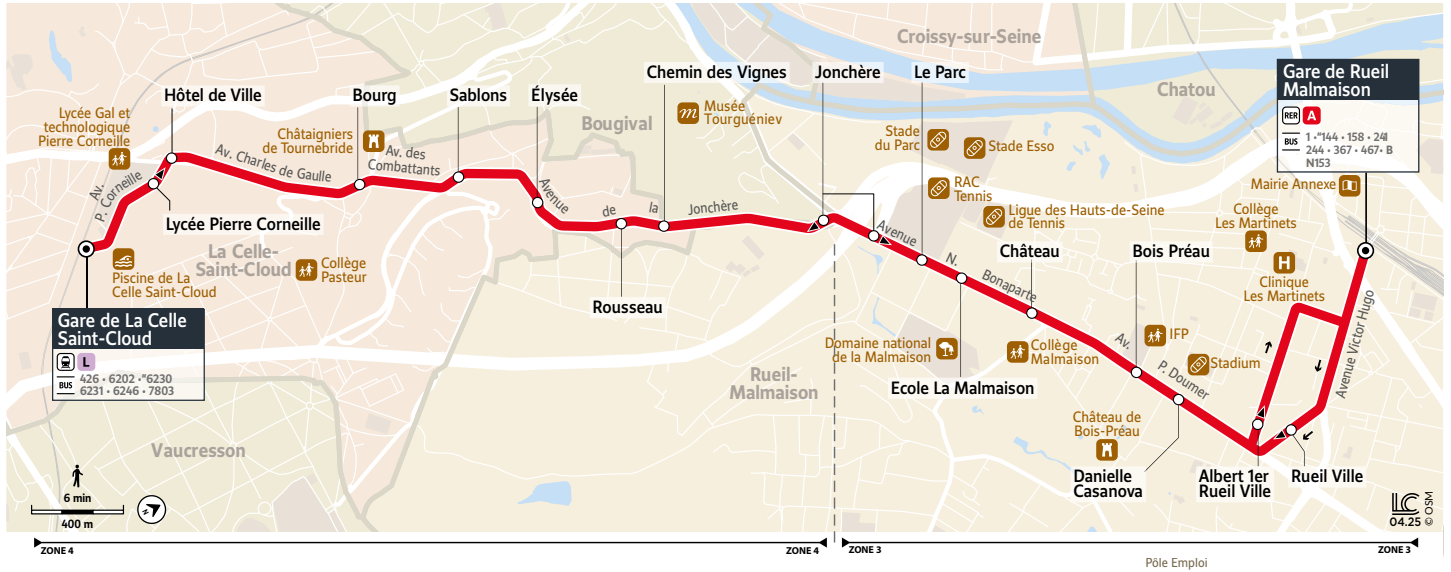 Croissy-sur-Seine
Chatou
Bougival
La Celle-
Saint-Cloud
Rueil-
Malmaison
Vaucresson
Lycée Gal et
technologique
Pierre Corneille
Hôtel de Ville
Bourg
Sablons
Élysée
Chemin des Vignes
Jonchère
Le Parc
Gare de Rueil
Malmaison
RER A
BUS
1 • "144 • 158 • 241
244 • 367 • 467 • B
N153
Musée
Tourguéniev
Châtaigniers
de Tournebride
Av. des
Combattants
Av. Charles de Gaulle
Av.
P. Corneille
Lycée Pierre Corneille
Piscine de La
Celle Saint-Cloud
Collège
Pasteur
Avenue
de
la
Jonchère
Rousseau
Stade
du Parc
Stade Esso
RAC
Tennis
Ligue des Hauts-de-Seine
de Tennis
Mairie Annexe
Collège
Les Martinets
H
Clinique
Les Martinets
Avenue
N.
Bonaparte
Château
Bois Préau
Gare de La Celle
Saint-Cloud
L
BUS
426 • 6202 • "6230
6231 • 6246 • 7803
Domaine national
de la Malmaison
Collège
Malmaison
IFP
Av.
P. Doumer
Stadium
Avenue Victor Hugo
Ecole La Malmaison
Château de
Bois-Préau
Danielle
Casanova
Albert 1er
Rueil Ville
Rueil Ville
6 min
400 m
LC
04.25
© OSM
ZONE 4
ZONE 4
ZONE 3
ZONE 3
Pôle Emploi